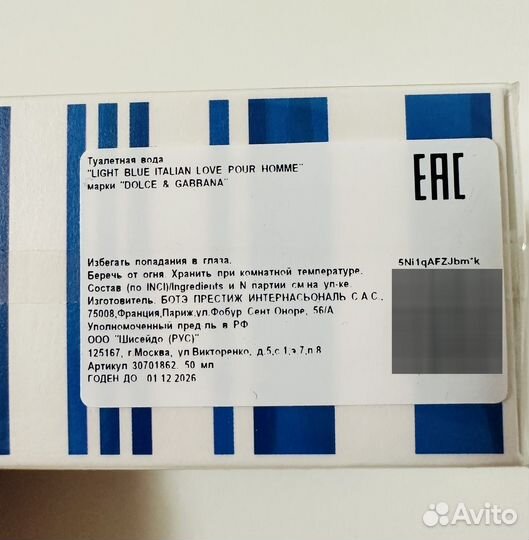 Туалетная вода
"LIGHT BLUE ITALIAN LOVE POUR HOMME"
марки "DOLCE & GABBANA"
EAC
Избегать попадания в глаза.
Беречь от огня. Хранить при комнатной температуре.
Состав (по INCI)/Ingredients и N партии см.на уп-ке.
Изготовитель: БОТЭ ПРЕСТИЖ ИНТЕРНАСЬОНАЛЬ С.А.С.,
75008,Франция,Париж,ул.Фобур Сент Оноре, 56/А
Уполномоченный пред-ль в РФ
ООО "Шисейдо (РУС)"
125167, г.Москва, ул.Викторенко, д.5,с.1,э.7,п.8
Артикул 30701862. 50 мл
ГОДЕН ДО 01.12.2026
5Ni1qAFZJbm*k
Avito